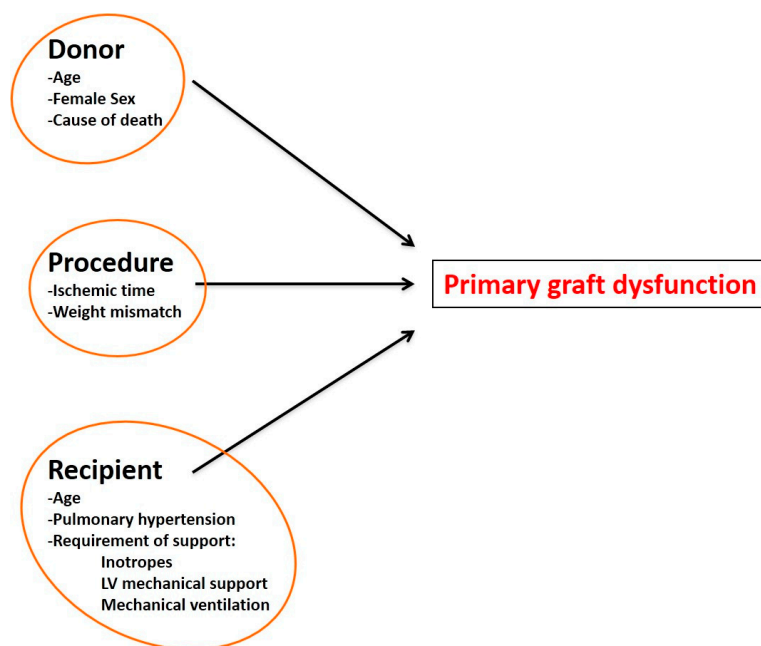 Donor
-Age
-Female Sex
-Cause of death
Procedure
-Ischemic time
-Weight mismatch
Primary graft dysfunction
Recipient
-Age
-Pulmonary hypertension
-Requirement of support:
Inotropes
LV mechanical support
Mechanical ventilation